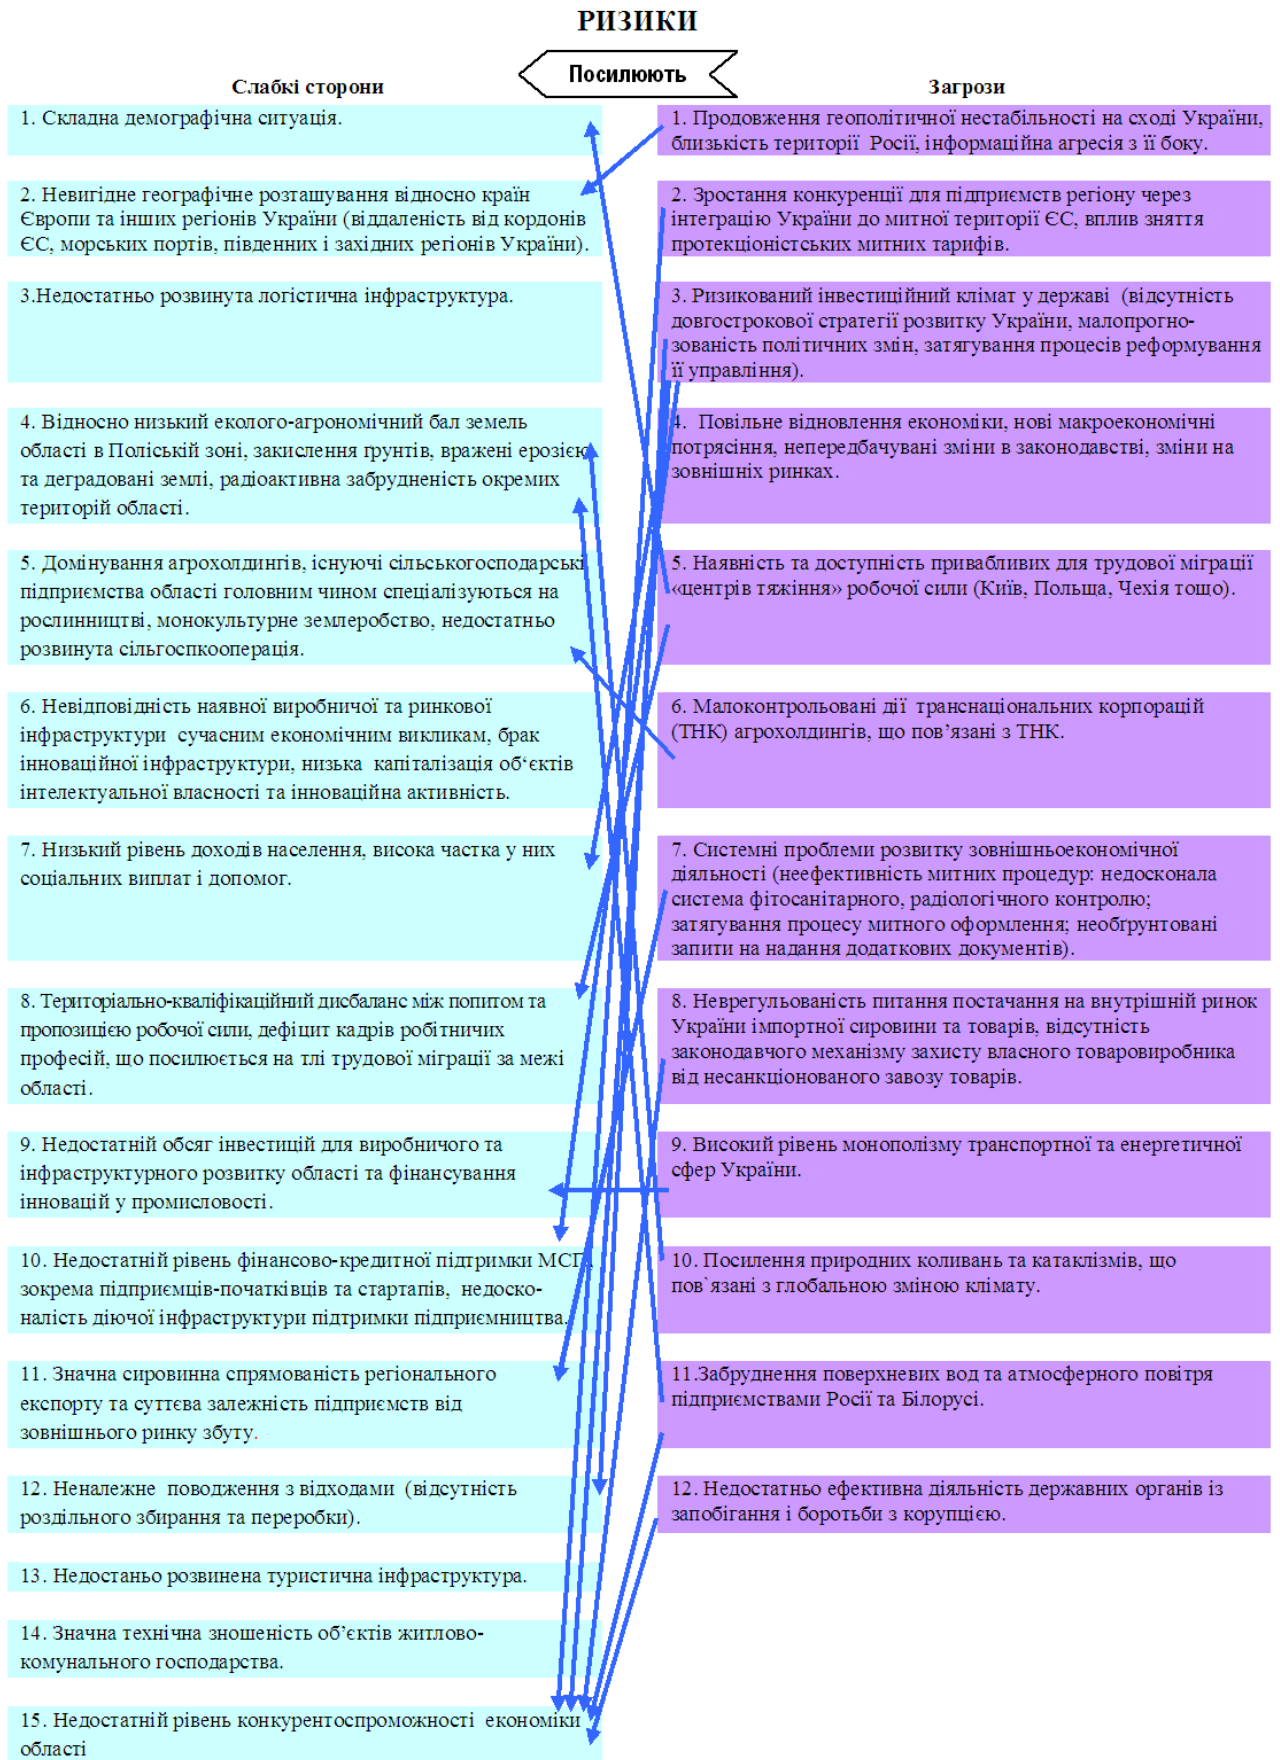 РИЗИКИ
Посилюють
Слабкі сторони
1. Складна демографічна ситуація.
2. Невигідне географічне розташування відносно країн
Європи та інших регіонів України (віддаленість від кордонів
ЄС, морських портів, південних і західних регіонів України).
3.Недостатньо розвинута логістична інфраструктура.
4. Відносно низький еколого-агрономічний бал земель
області в Поліській зоні, закислення ґрунтів, вражені ерозією
та деградовані землі, радіоактивна забрудненість окремих
територій області.
5. Домінування агрохолдингів, існуючі сільськогосподарські
підприємства області головним чином спеціалізуються на
рослинництві, монокультурне землеробство, недостатньо
розвинута сільгоспкооперація.
6. Невідповідність наявної виробничої та ринкової
інфраструктури сучасним економічним викликам, брак
інноваційної інфраструктури, низька капіталізація об‘єктів
інтелектуальної власності та інноваційна активність.
7. Низький рівень доходів населення, висока частка у них
соціальних виплат і допомог.
8. Територіально-кваліфікаційний дисбаланс між попитом та
пропозицією робочої сили, дефіцит кадрів робітничих
професій, що посилюється на тлі трудової міграції за межі
області.
9. Недостатній обсяг інвестицій для виробничого та
інфраструктурного розвитку області та фінансування
інновацій у промисловості.
10. Недостатній рівень фінансово-кредитної підтримки МСП,
зокрема підприємців-початківців та стартапів, недоско-
налість діючої інфраструктури підтримки підприємництва.
11. Значна сировинна спрямованість регіонального
експорту та суттєва залежність підприємств від
зовнішнього ринку збуту.
12. Неналежне поводження з відходами (відсутність
роздільного збирання та переробки).
13. Недостаньо розвинена туристична інфраструктура.
14. Значна технічна зношеність об’єктів житлово-
комунального господарства.
15. Недостатній рівень конкурентоспроможності економіки
області
Загрози
1. Продовження геополітичної нестабільності на сході України,
близькість території Росії, інформаційна агресія з її боку.
2. Зростання конкуренції для підприємств регіону через
інтеграцію України до митної території ЄС, вплив зняття
протекціоністських митних тарифів.
3. Ризикований інвестиційний клімат у державі (відсутність
довгострокової стратегії розвитку України, малопрогно-
зованість політичних змін, затягування процесів реформування
її управління).
4. Повільне відновлення економіки, нові макроекономічні
потрясіння, непередбачувані зміни в законодавстві, зміни на
зовнішніх ринках.
5. Наявність та доступність привабливих для трудової міграції
«центрів тяжіння» робочої сили (Київ, Польща, Чехія тощо).
6. Малоконтрольовані дії транснаціональних корпорацій
(ТНК) агрохолдингів, що пов’язані з ТНК.
7. Системні проблеми розвитку зовнішньоекономічної
діяльності (неефективність митних процедур: недосконала
система фітосанітарного, радіологічного контролю;
затягування процесу митного оформлення; необґрунтовані
запити на надання додаткових документів).
8. Неврегульованість питання постачання на внутрішній ринок
України імпортної сировини та товарів, відсутність
законодавчого механізму захисту власного товаровиробника
від несанкціонованого завозу товарів.
9. Високий рівень монополізму транспортної та енергетичної
сфер України.
10. Посилення природних коливань та катаклізмів, що
пов`язані з глобальною зміною клімату.
11.Забруднення поверхневих вод та атмосферного повітря
підприємствами Росії та Білорусі.
12. Недостатньо ефективна діяльність державних органів із
запобігання і боротьби з корупцією.